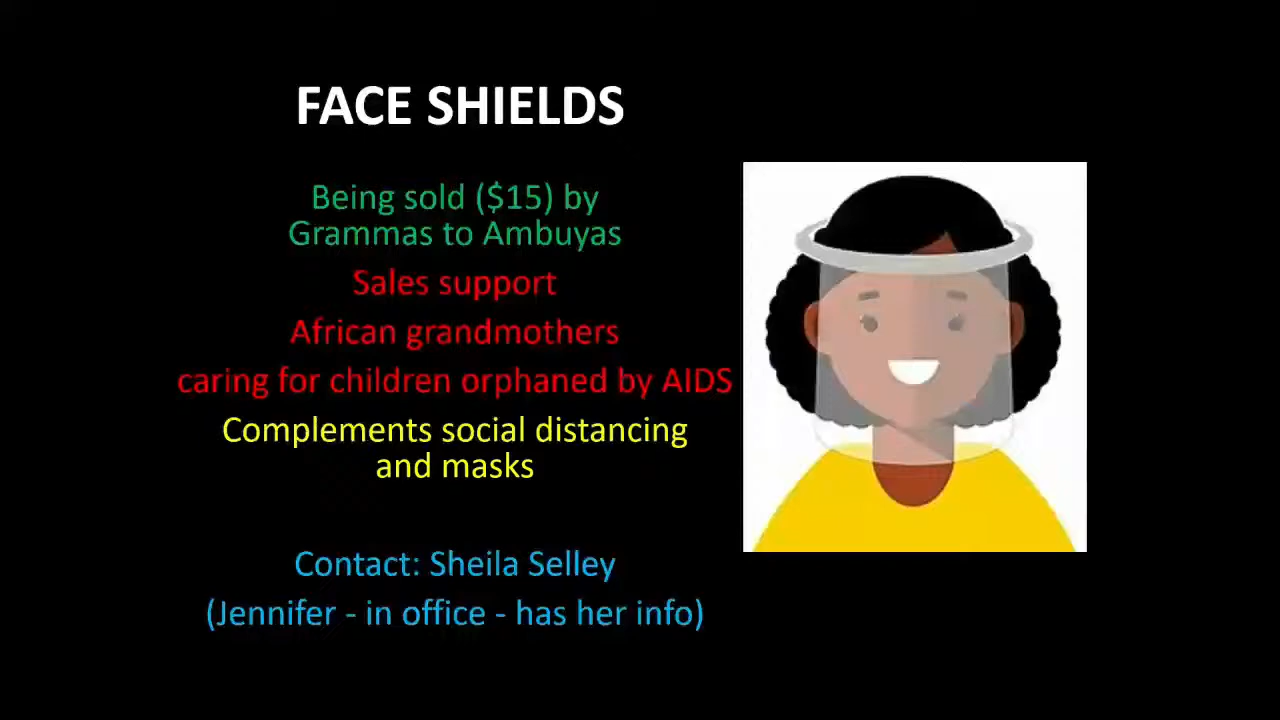 FACE SHIELDS
Being sold ($15) by
Grammas to Ambuyas
Sales support
African grandmothers
caring for children orphaned by AIDS
Complements social distancing
and masks
Contact: Sheila Selley
(Jennifer - in office - has her info)